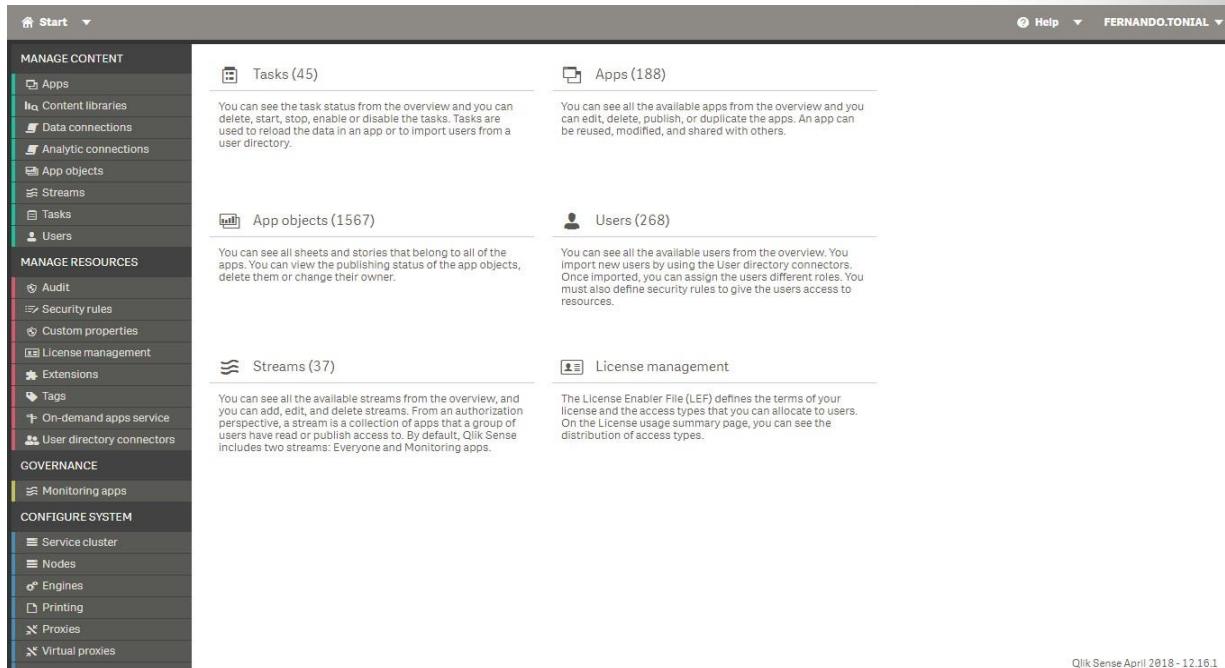 Start
Help
FERNANDO.TONIAL
MANAGE CONTENT
Apps
Content libraries
Data connections
Analytic connections
App objects
Streams
Tasks
Users
MANAGE RESOURCES
Audit
Security rules
Custom properties
License management
Extensions
Tags
On-demand apps service
User directory connectors
GOVERNANCE
Monitoring apps
CONFIGURE SYSTEM
Service cluster
Nodes
Engines
Printing
Proxies
Virtual proxies
Tasks (45)
You can see the task status from the overview and you can
delete, start, stop, enable or disable the tasks. Tasks are
used to reload the data in an app or to import users from a
user directory.
Apps (188)
You can see all the available apps from the overview and you
can edit, delete, publish, or duplicate the apps. An app can
be reused, modified, and shared with others.
App objects (1567)
You can see all sheets and stories that belong to all of the
apps. You can view the publishing status of the app objects,
delete them or change their owner.
Users (268)
You can see all the available users from the overview. You
import new users by using the User directory connectors.
Once imported, you can assign the users different roles. You
must also define security rules to give the users access to
resources.
Streams (37)
You can see all the available streams from the overview, and
you can add, edit, and delete streams. From an authorization
perspective, a stream is a collection of apps that a group of
users have read or publish access to. By default, Qlik Sense
includes two streams: Everyone and Monitoring apps.
License management
The License Enabler File (LEF) defines the terms of your
license and the access types that you can allocate to users.
On the License usage summary page, you can see the
distribution of access types.
Qlik Sense April 2018 - 12.16.1